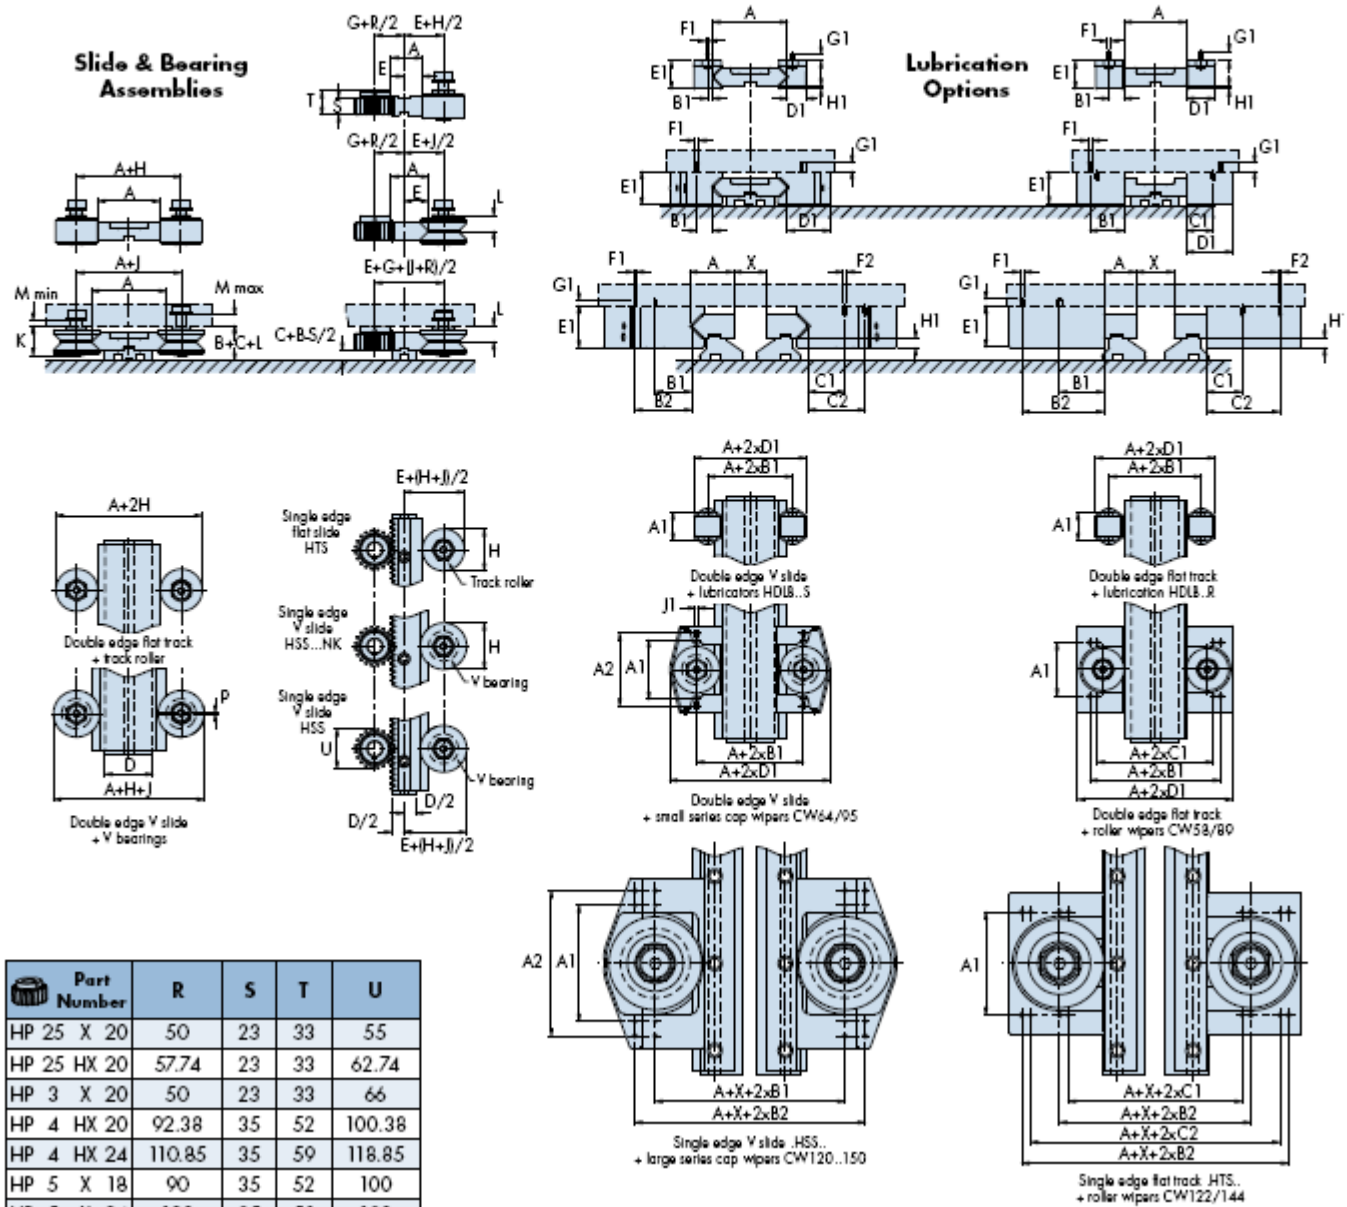 Slide & Bearing
Assemblies
G+R/2
E+H/2
A
E
T
S
G+R/2
E+J/2
A
E
L
A+H
A
A+J
A
M min
M max
K
B+C+L
E+G+(J+R)/2
L
C+B-S/2
Lubrication
Options
A
F1
G1
E1
B1
D1
H1
A
F1
G1
E1
B1
D1
H1
F1
G1
E1
B1
D1
F1
G1
E1
B1
C1
D1
F1
A
X
F2
G1
E1
H1
B1
B2
C1
C2
F1
A
X
F2
G1
E1
B1
B2
C1
C2
A+2H
Double edge flat track
+ track roller
P
D
A+H+J
Double edge V slide
+ V bearings
E+(H+J)/2
Single edge
flat slide
HTS
H
Track roller
Single edge
V slide
HSS...NK
H
V bearing
Single edge
V slide
HSS
U
V bearing
D/2
D/2
E+(H+J)/2
A+2xD1
A+2xB1
A1
Double edge V slide
+ lubricators HDLB..S
J1
A2
A1
A+2xB1
A+2xD1
Double edge V slide
+ small series cap wipers CW64/95
A+2xD1
A+2xB1
A1
Double edge flat track
+ lubrication HDLB..R
A1
A+2xC1
A+2xB1
A+2xD1
Double edge flat track
+ roller wipers CW58/89
A2
A1
A+X+2xB1
A+X+2xB2
Single edge V slide .HSS..
+ large series cap wipers CW120..150
A1
A+X+2xC1
A+X+2xB2
A+X+2xC2
A+X+2xB2
Single edge flat track .HTS..
+ roller wipers CW122/144
Part Number R S T U
HP 25 X 20 50 23 33 55
HP 25 HX 20 57.74 23 33 62.74
HP 3 X 20 50 23 33 66
HP 4 HX 20 92.38 35 52 100.38
HP 4 HX 24 110.85 35 59 118.85
HP 5 X 18 90 35 52 100